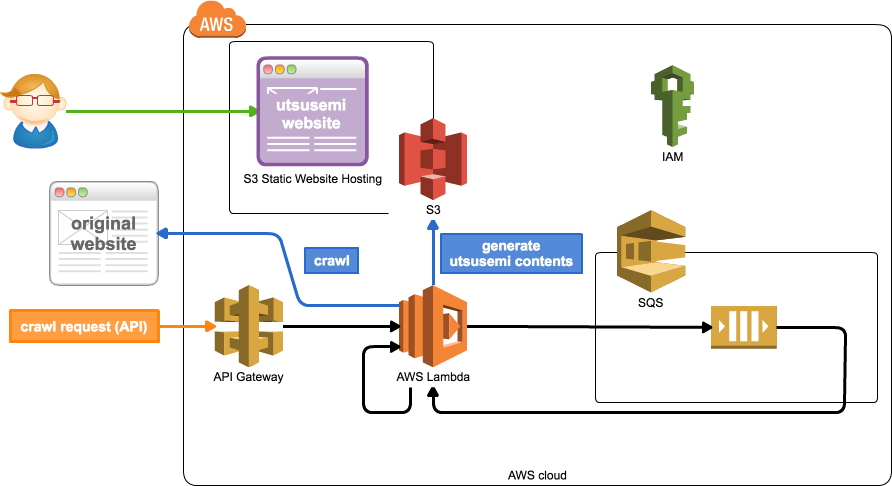 AWS
utsusemi
website
S3 Static Website Hosting
IAM
S3
original
website
crawl
generate
utsusemi contents
SQS
crawl request (API)
API Gateway
AWS Lambda
AWS cloud